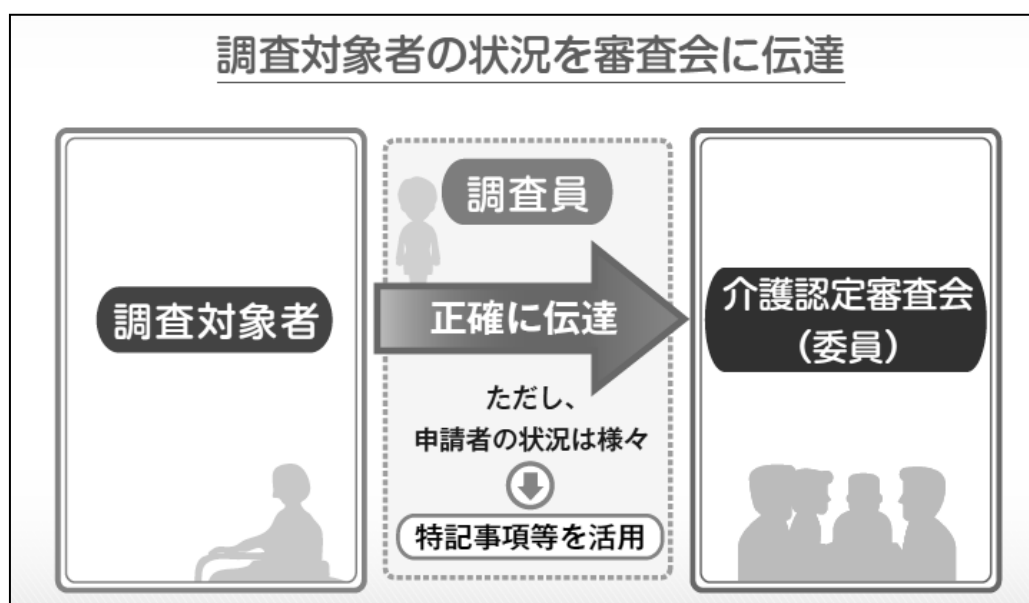 調査対象者の状況を審査会に伝達
調査対象者
調査員
正確に伝達
ただし、
申請者の状況は様々
特記事項等を活用
介護認定審査会
（委員）